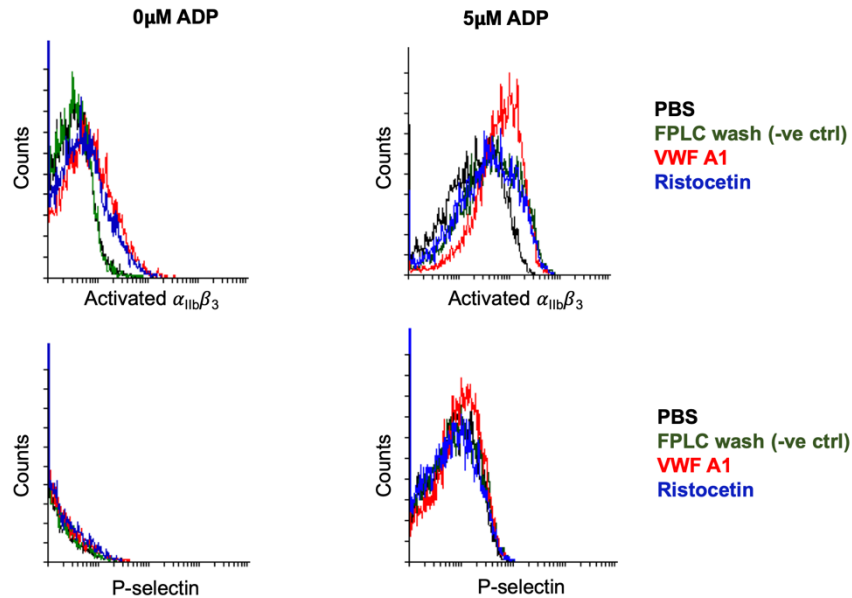 0μM ADP
5μM ADP
Counts
Activated αIIbβ3
Counts
Activated αIIbβ3
PBS
FPLC wash (-ve ctrl)
VWF A1
Ristocetin
Counts
P-selectin
Counts
P-selectin
PBS
FPLC wash (-ve ctrl)
VWF A1
Ristocetin